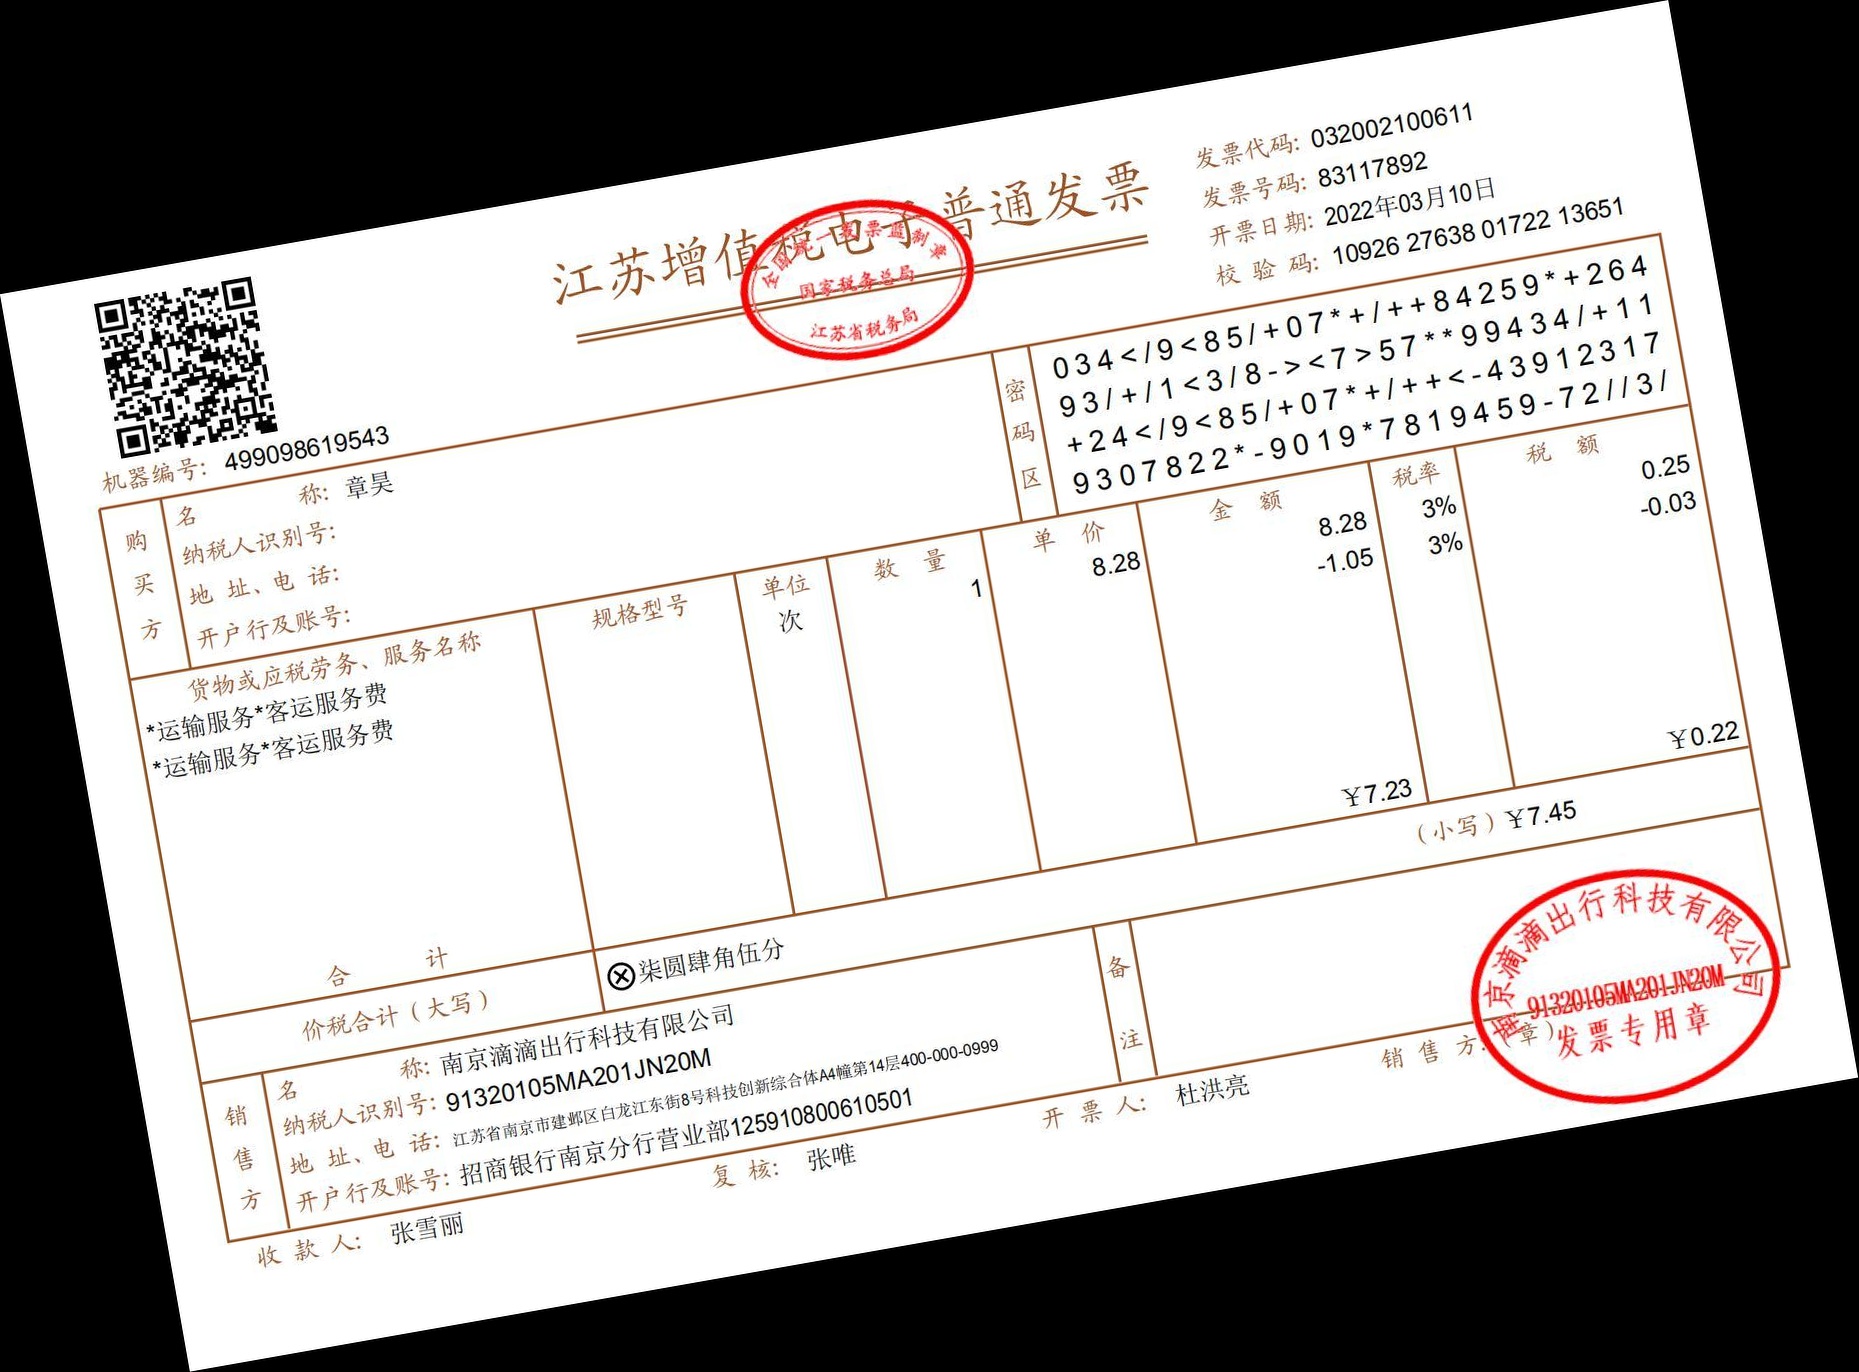 江苏增值税电子普通发票
全国统一发票监制章
国家税务总局
江苏省税务局
发票代码: 032002100611
发票号码: 83117892
开票日期: 2022年03月10日
校 验 码: 10926 27638 01722 13651
机器编号: 499098619543
购买方
名 称: 章昊
纳税人识别号:
地 址、电 话:
开户行及账号:
密码区
034</9<85/+07*+/++84259*+264
93/+/1<3/8-><7>57**99434/+11
+24</9<85/+07*+/++<-43912317
9307822*-9019*7819459-72//3/
货物或应税劳务、服务名称 规格型号 单位 数 量 单 价 金 额 税率 税 额
*运输服务*客运服务费 次 1 8.28 8.28 3% 0.25
*运输服务*客运服务费 -1.05 3% -0.03
合 计 ￥7.23 ￥0.22
价税合计（大写） ⊗柒圆肆角伍分 （小写）￥7.45
销售方
名 称: 南京滴滴出行科技有限公司
纳税人识别号: 91320105MA201JN20M
地 址、电 话: 江苏省南京市建邺区白龙江东街8号科技创新综合体A4幢第14层400-000-0999
开户行及账号: 招商银行南京分行营业部125910800610501
备注
收 款 人: 张雪丽 复 核: 张唯 开 票 人: 杜洪亮 销 售 方:（章）
南京滴滴出行科技有限公司
91320105MA201JN20M
发票专用章